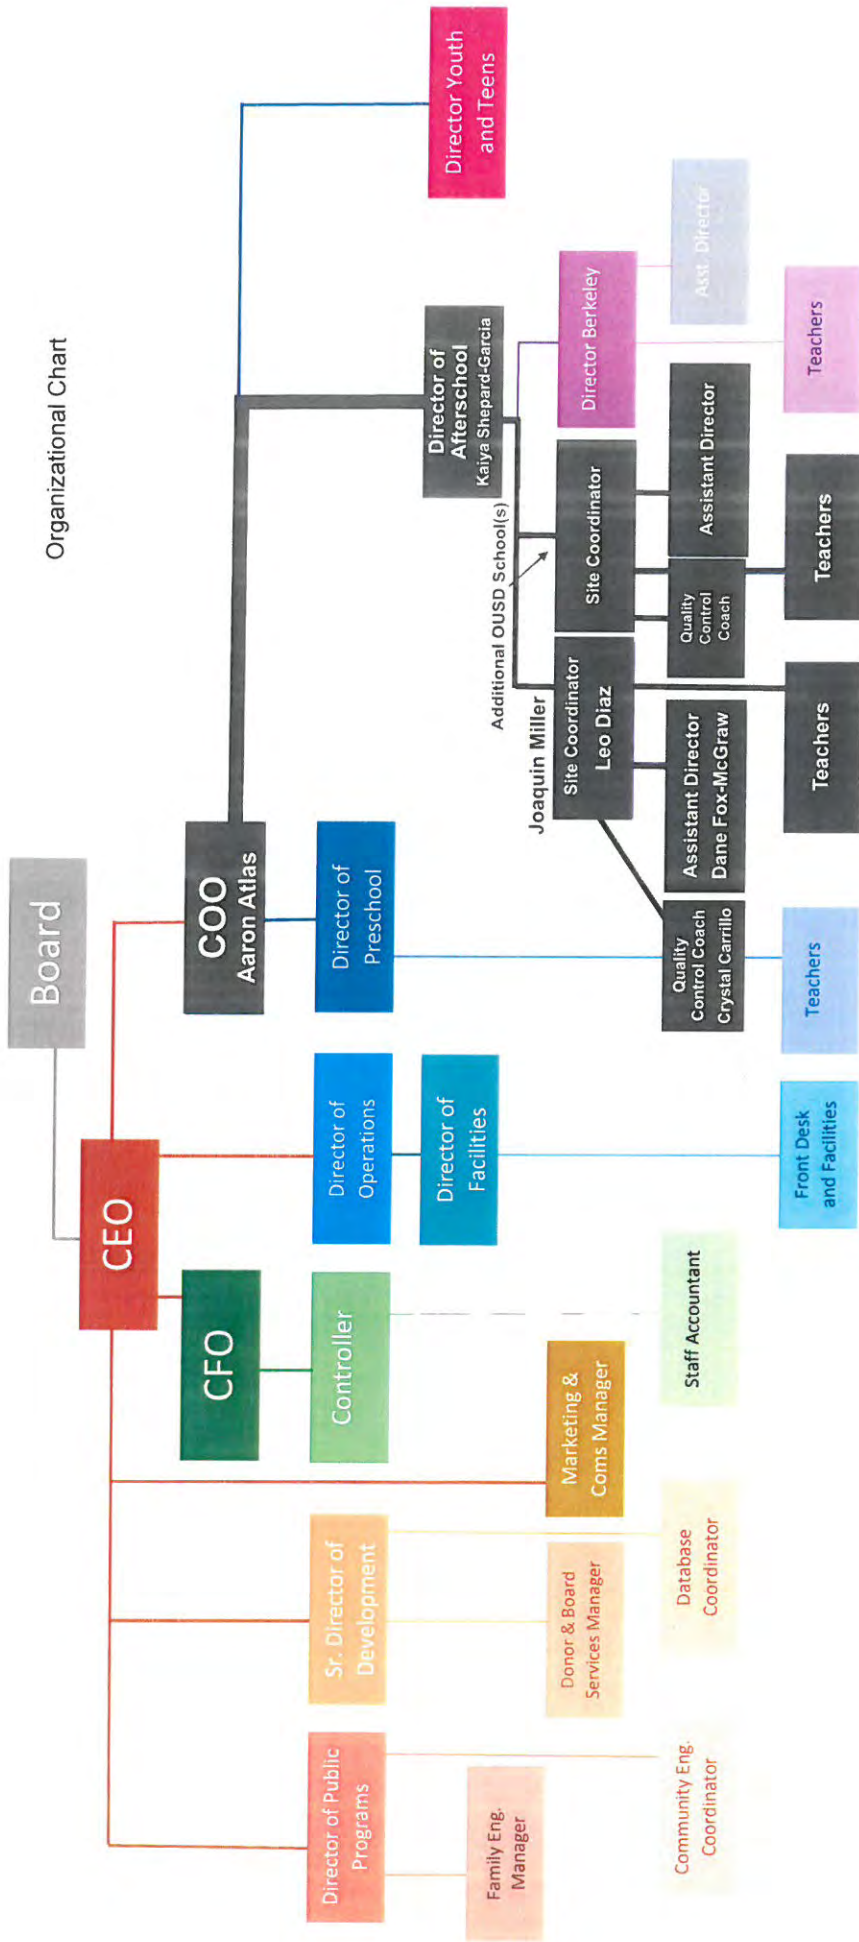 Organizational Chart
Board
CEO
CFO
COO
Aaron Atlas
Director of Public
Programs
Sr. Director of
Development
Controller
Director of
Operations
Director of
Preschool
Family Eng.
Manager
Director of
Facilities
Director of
Afterschool
Kaiya Shepard-Garcia
Director Youth
and Teens
Additional OUSD School(s)
Joaquin Miller
Donor & Board
Services Manager
Marketing &
Coms Manager
Site Coordinator
Leo Diaz
Site Coordinator
Director Berkeley
Community Eng.
Coordinator
Database
Coordinator
Staff Accountant
Quality
Control Coach
Crystal Carrillo
Assistant Director
Dane Fox-McGraw
Quality
Control
Coach
Assistant Director
Asst. Director
Front Desk
and Facilities
Teachers
Teachers
Teachers
Teachers